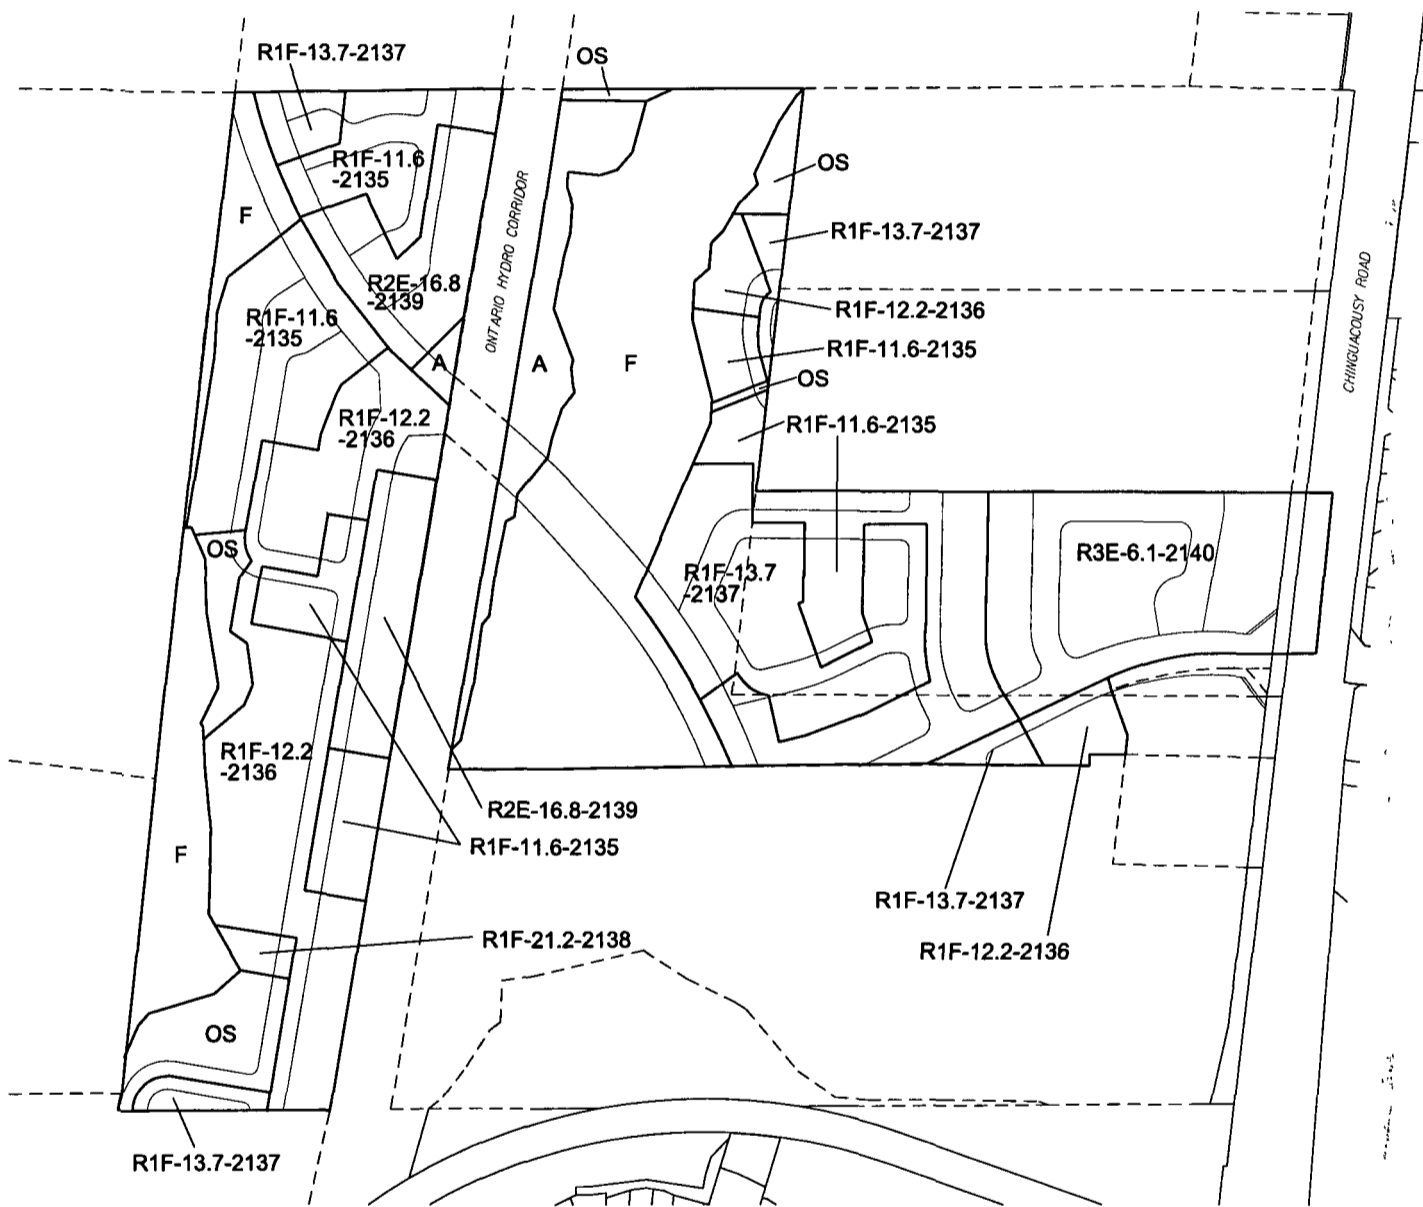 R1F-13.7-2137
OS
R1F-11.6
-2135
OS
F
R1F-13.7-2137
ONTARIO HYDRO CORRIDOR
CHINGUACOUSY ROAD
R2E-16.8
-2139
R1F-12.2-2136
R1F-11.6
-2135
R1F-11.6-2135
A
A
F
OS
R1F-12.2
-2136
R1F-11.6-2135
OS
R3E-6.1-2140
R1F-13.7
-2137
R1F-12.2
-2136
R2E-16.8-2139
R1F-11.6-2135
F
R1F-13.7-2137
R1F-21.2-2138
R1F-12.2-2136
OS
R1F-13.7-2137